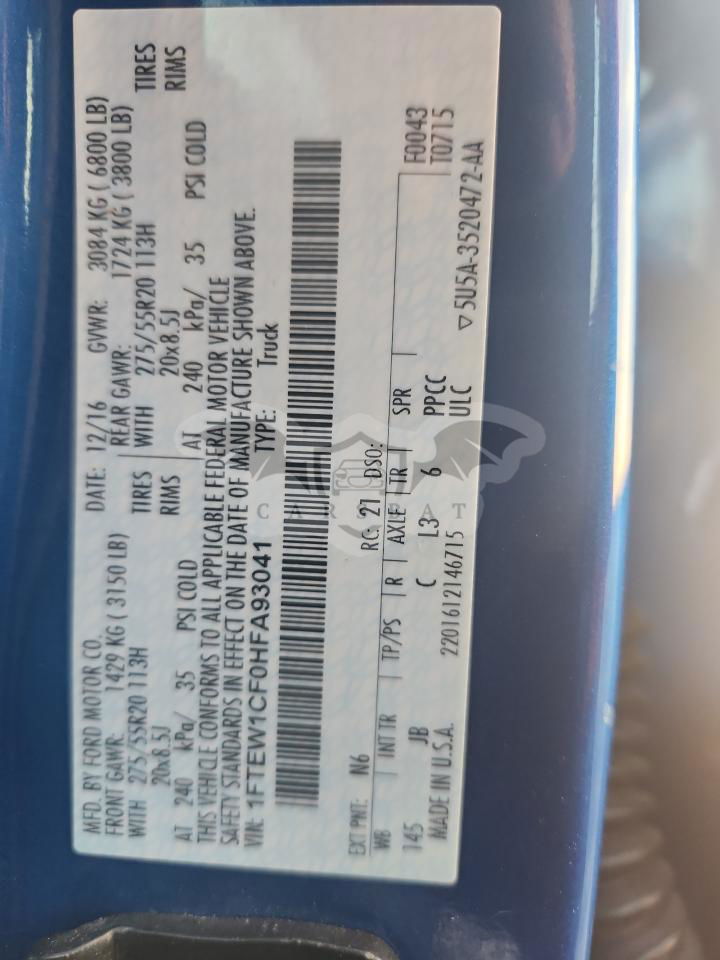 MFD. BY FORD MOTOR CO. DATE: 12/16 GVWR: 3084 KG ( 6800 LB)
FRONT GAWR: 1429 KG ( 3150 LB) REAR GAWR: 1724 KG ( 3800 LB)
WITH 275/55R20 113H TIRES WITH 275/55R20 113H TIRES
20x8.5J RIMS 20x8.5J RIMS
AT 240 kPa/ 35 PSI COLD AT 240 kPa/ 35 PSI COLD
THIS VEHICLE CONFORMS TO ALL APPLICABLE FEDERAL MOTOR VEHICLE
SAFETY STANDARDS IN EFFECT ON THE DATE OF MANUFACTURE SHOWN ABOVE.
VIN: 1FTEW1CF0HFA93041 TYPE: Truck
F0043
T0715
EXT PNT: N6 RC: 21 DSO:
WB INT TR TP/PS R AXLE TR SPR
145 JB C L3 6 PPCC
MADE IN U.S.A. 2201612146715 ULC
▽5U5A-3520472-AA
CARSBAT